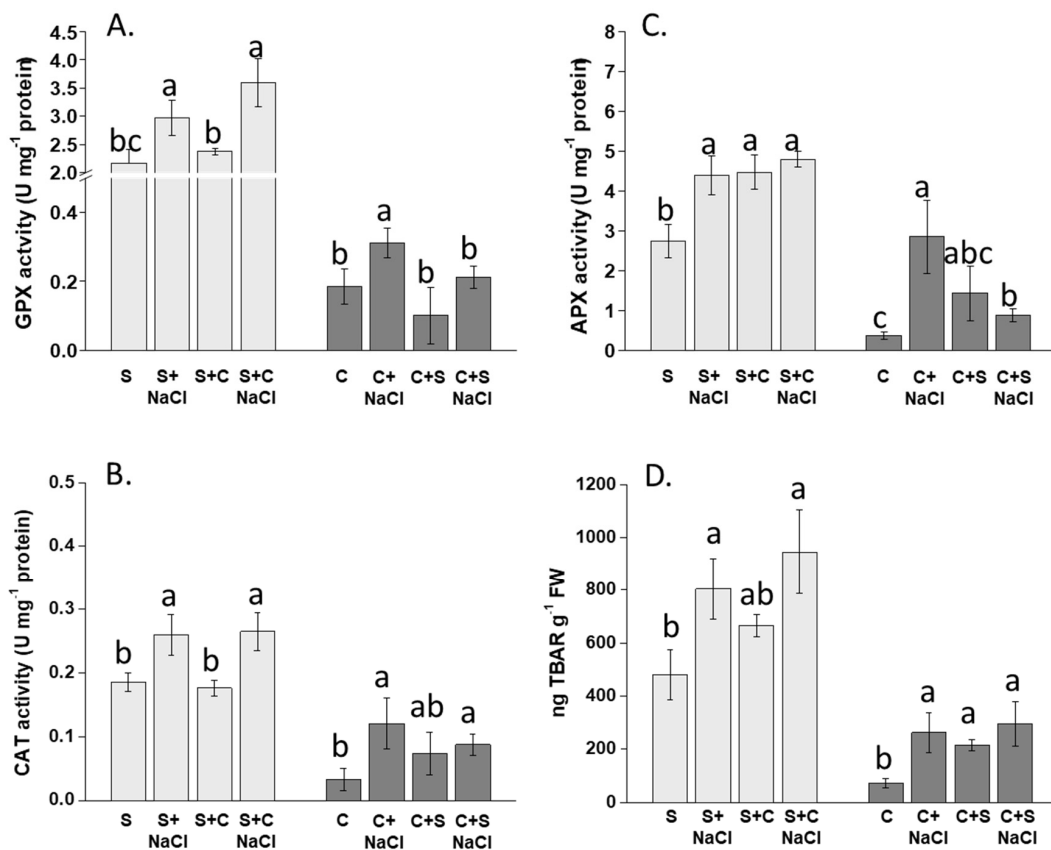 A.
GPX actvity (U mg-1 protein)
4.5
4.0
3.5
3.0
2.5
2.0
0.4
0.2
0.0
bc
a
b
a
b
a
b
b
S
S+
NaCl
S+C
S+C
NaCl
C
C+
NaCl
C+S
C+S
NaCl
C.
APX activity (U mg-1 protein)
8
7
6
5
4
3
2
1
0
b
a
a
a
c
a
abc
b
S
S+
NaCl
S+C
S+C
NaCl
C
C+
NaCl
C+S
C+S
NaCl
B.
CAT activity (U mg-1 protein)
0.5
0.4
0.3
0.2
0.1
0.0
b
a
b
a
b
a
ab
a
S
S+
NaCl
S+C
S+C
NaCl
C
C+
NaCl
C+S
C+S
NaCl
D.
ng TBAR g-1 FW
1200
1000
800
600
400
200
0
b
a
ab
a
b
a
a
a
S
S+
NaCl
S+C
S+C
NaCl
C
C+
NaCl
C+S
C+S
NaCl